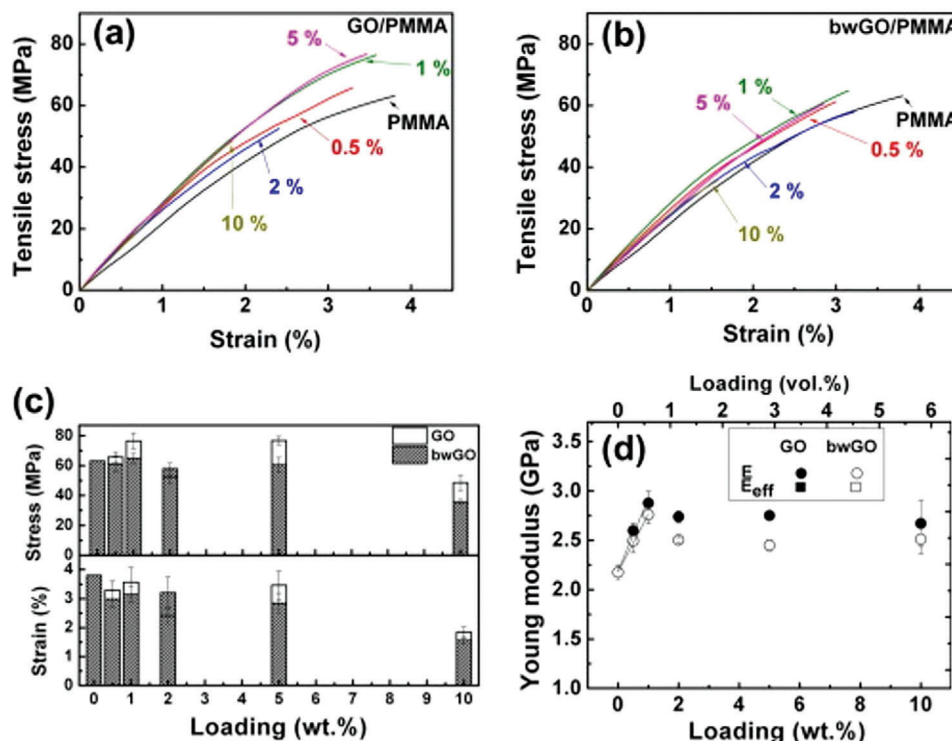 (a)
GO/PMMA
5 %
1 %
PMMA
0.5 %
2 %
10 %
Tensile stress (MPa)
80
60
40
20
0
0 1 2 3 4
Strain (%)
(b)
bwGO/PMMA
1 %
5 %
PMMA
0.5 %
2 %
10 %
Tensile stress (MPa)
80
60
40
20
0
0 1 2 3 4
Strain (%)
(c)
GO
bwGO
Stress (MPa)
80
60
40
20
0
Strain (%)
4
3
2
1
0
0 1 2 3 4 5 6 7 8 9 10
Loading (wt.%)
Loading (vol.%)
0 1 2 3 4 5 6
(d)
GO bwGO
E
Eeff
Young modulus (GPa)
3.5
3.0
2.5
2.0
1.5
1.0
0 2 4 6 8 10
Loading (wt.%)